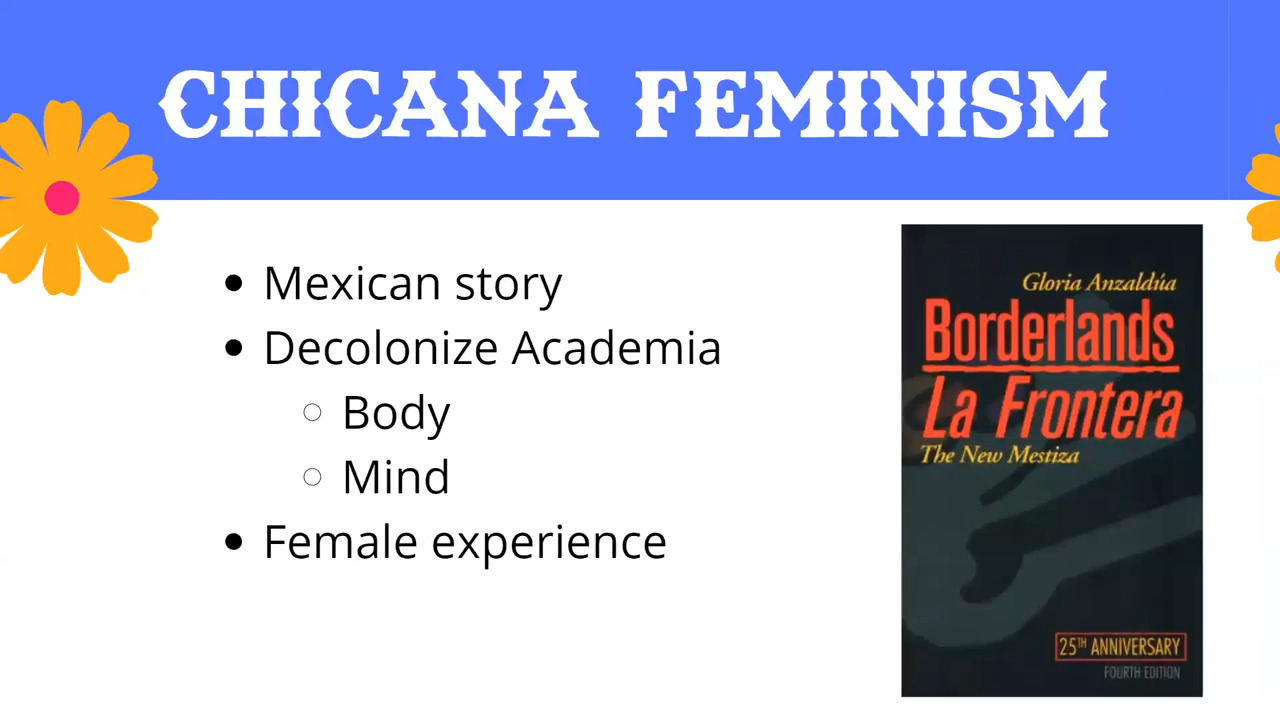 CHICANA FEMINISM
Mexican story
Decolonize Academia
Body
Mind
Female experience
Gloria Anzaldúa
Borderlands
La Frontera
The New Mestiza
25TH ANNIVERSARY
FOURTH EDITION